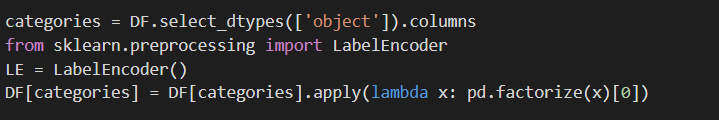 categories = DF.select_dtypes(['object']).columns
from sklearn.preprocessing import LabelEncoder
LE = LabelEncoder()
DF[categories] = DF[categories].apply(lambda x: pd.factorize(x)[0])